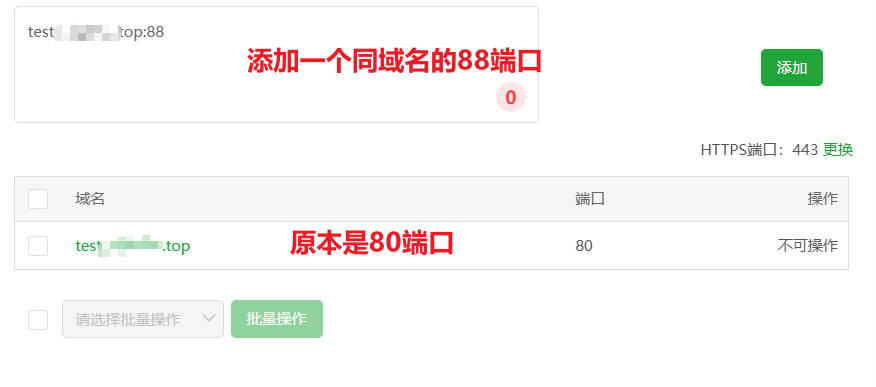 test top:88
添加一个同域名的88端口
添加
0
HTTPS端口：443 更换
域名 端口 操作
test .top 原本是80端口 80 不可操作
请选择批量操作 批量操作